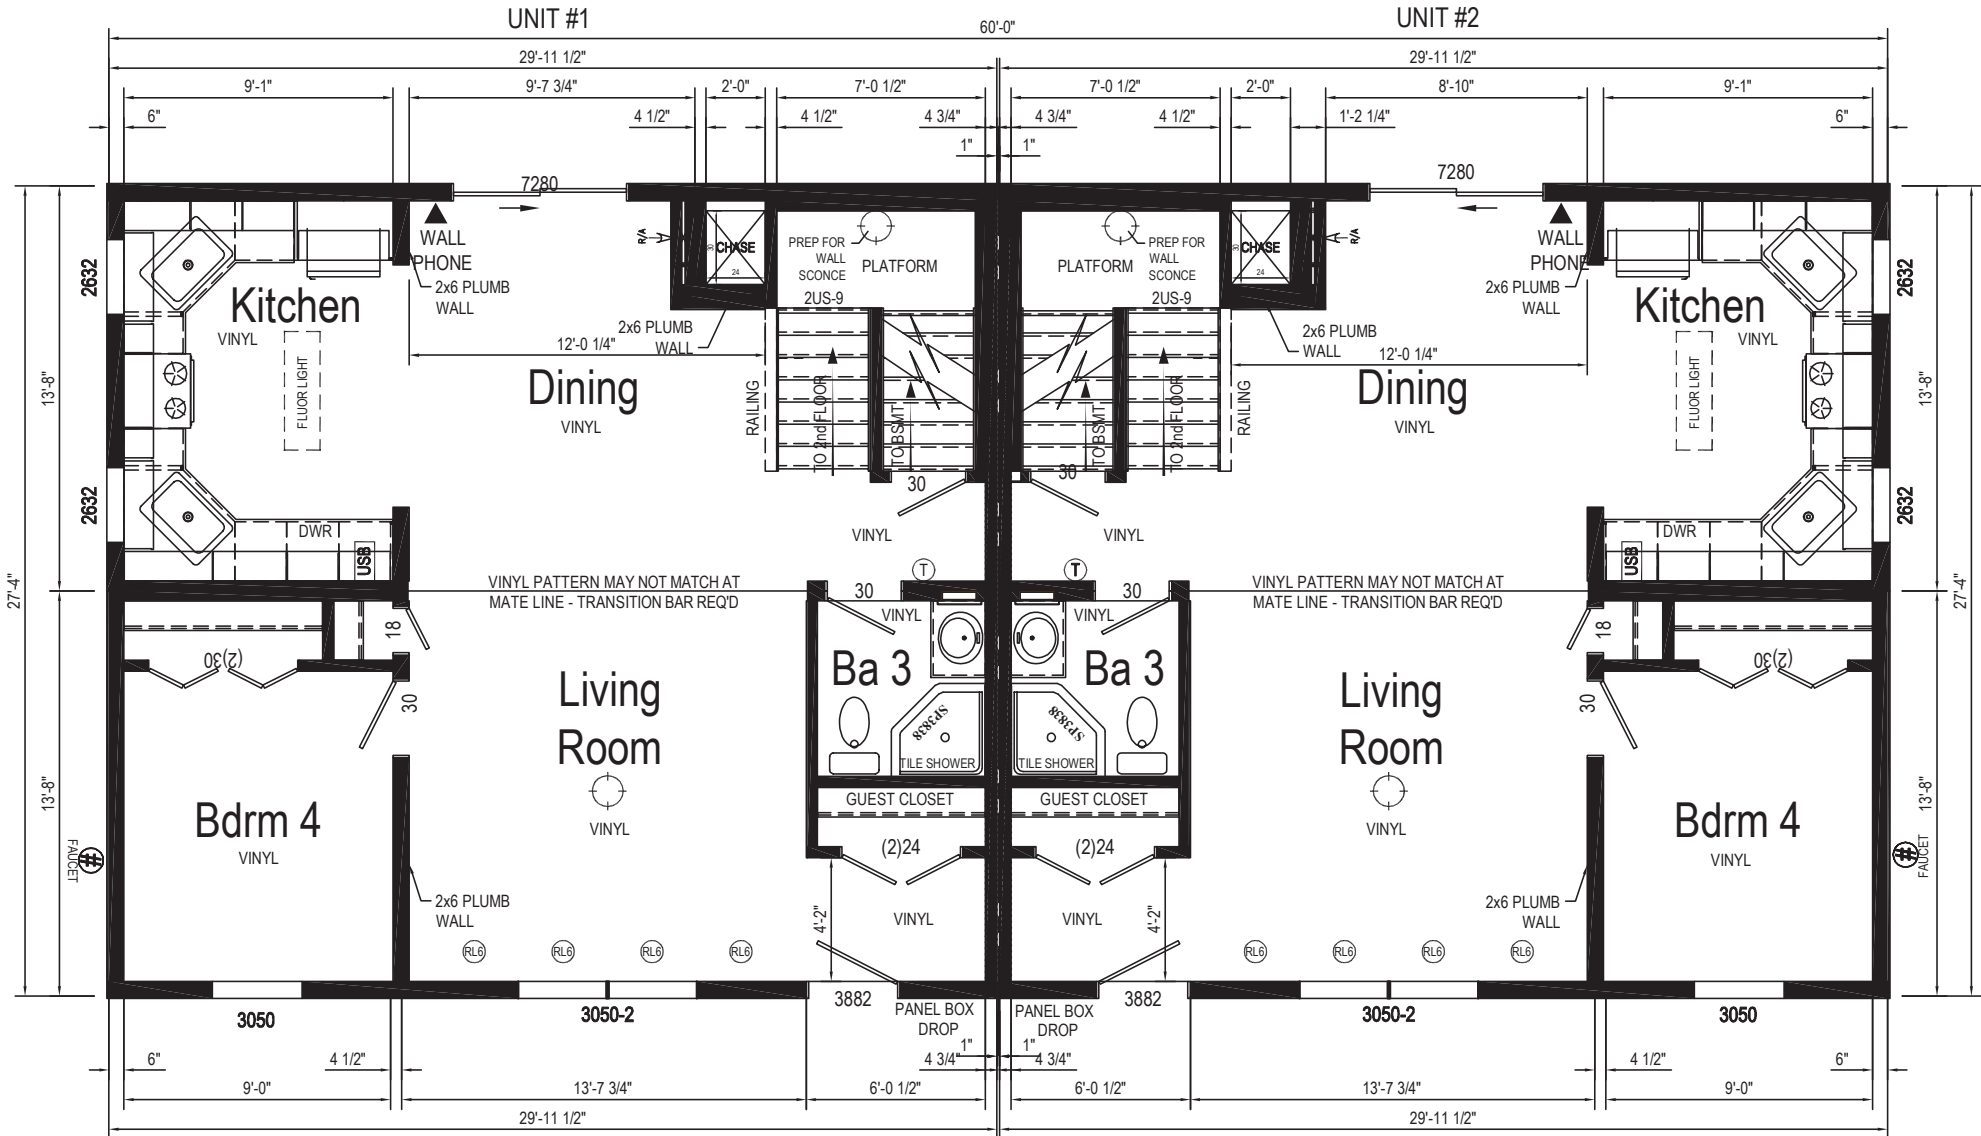 UNIT #1
UNIT #2
60'-0"
29'-11 1/2"
29'-11 1/2"
9'-1"
9'-7 3/4"
2'-0"
7'-0 1/2"
7'-0 1/2"
2'-0"
8'-10"
9'-1"
6"
4 1/2"
4 1/2"
4 3/4"
4 3/4"
4 1/2"
1'-2 1/4"
6"
1"
1"
7280
7280
WALL
PHONE
R/A
30
CHASE
24
PREP FOR
WALL
SCONCE
PLATFORM
PLATFORM
PREP FOR
WALL
SCONCE
30
CHASE
24
R/A
WALL
PHONE
2632
2632
2x6 PLUMB
WALL
2x6 PLUMB
WALL
Kitchen
VINYL
Kitchen
VINYL
2US-9
2US-9
2x6 PLUMB
WALL
2x6 PLUMB
WALL
12'-0 1/4"
12'-0 1/4"
FLUOR LIGHT
FLUOR LIGHT
13'-8"
13'-8"
Dining
VINYL
Dining
VINYL
RAILING
TO 2nd FLOOR
TO BSMT
TO BSMT
TO 2nd FLOOR
RAILING
30
30
2632
2632
DWR
USB
DWR
USB
VINYL
VINYL
T
T
27'-4"
27'-4"
VINYL PATTERN MAY NOT MATCH AT
MATE LINE - TRANSITION BAR REQ'D
VINYL PATTERN MAY NOT MATCH AT
MATE LINE - TRANSITION BAR REQ'D
30
VINYL
30
VINYL
18
18
(2)30
(2)30
Ba 3
Ba 3
30
30
Living
Room
VINYL
Living
Room
VINYL
SP3838
TILE SHOWER
SP3838
TILE SHOWER
13'-8"
13'-8"
GUEST CLOSET
GUEST CLOSET
Bdrm 4
VINYL
Bdrm 4
VINYL
(2)24
(2)24
FAUCET
#
#
FAUCET
2x6 PLUMB
WALL
2x6 PLUMB
WALL
4'-2"
VINYL
VINYL
4'-2"
RL6
RL6
RL6
RL6
RL6
RL6
RL6
RL6
3050
3050-2
3882
PANEL BOX
DROP
PANEL BOX
DROP
3882
3050-2
3050
1"
1"
6"
4 1/2"
4 3/4"
4 3/4"
4 1/2"
6"
9'-0"
13'-7 3/4"
6'-0 1/2"
6'-0 1/2"
13'-7 3/4"
9'-0"
29'-11 1/2"
29'-11 1/2"